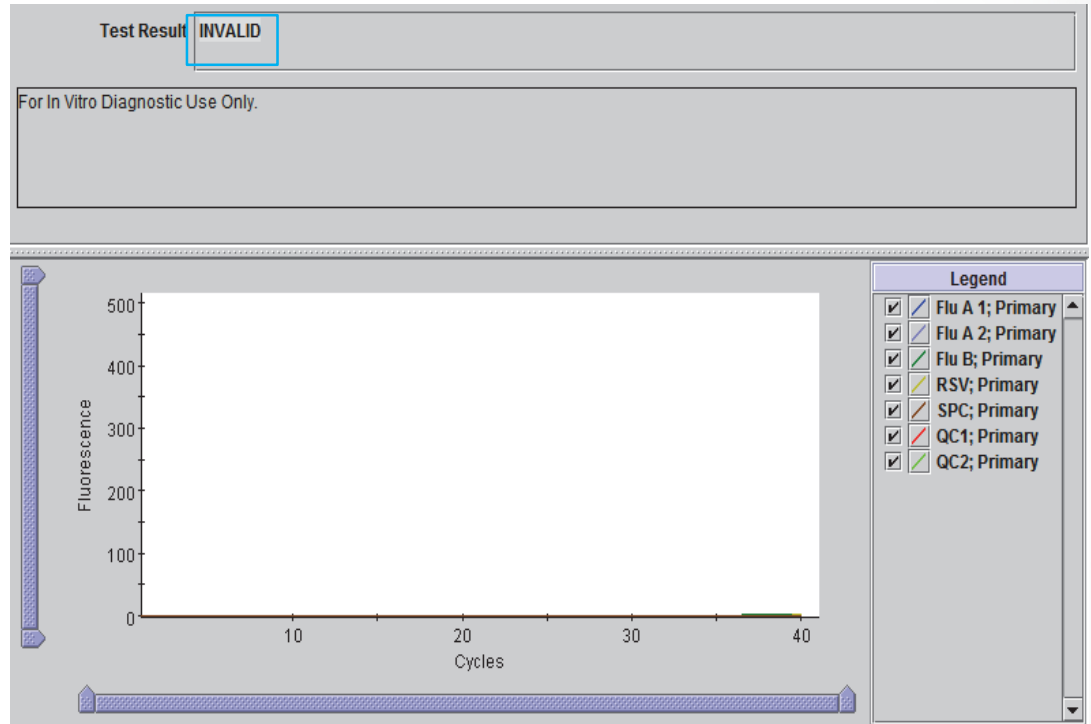 Test Result INVALID
For In Vitro Diagnostic Use Only.
Legend
Flu A 1; Primary
Flu A 2; Primary
Flu B; Primary
RSV; Primary
SPC; Primary
QC1; Primary
QC2; Primary
Fluorescence
500
400
300
200
100
0
10 20 30 40
Cycles